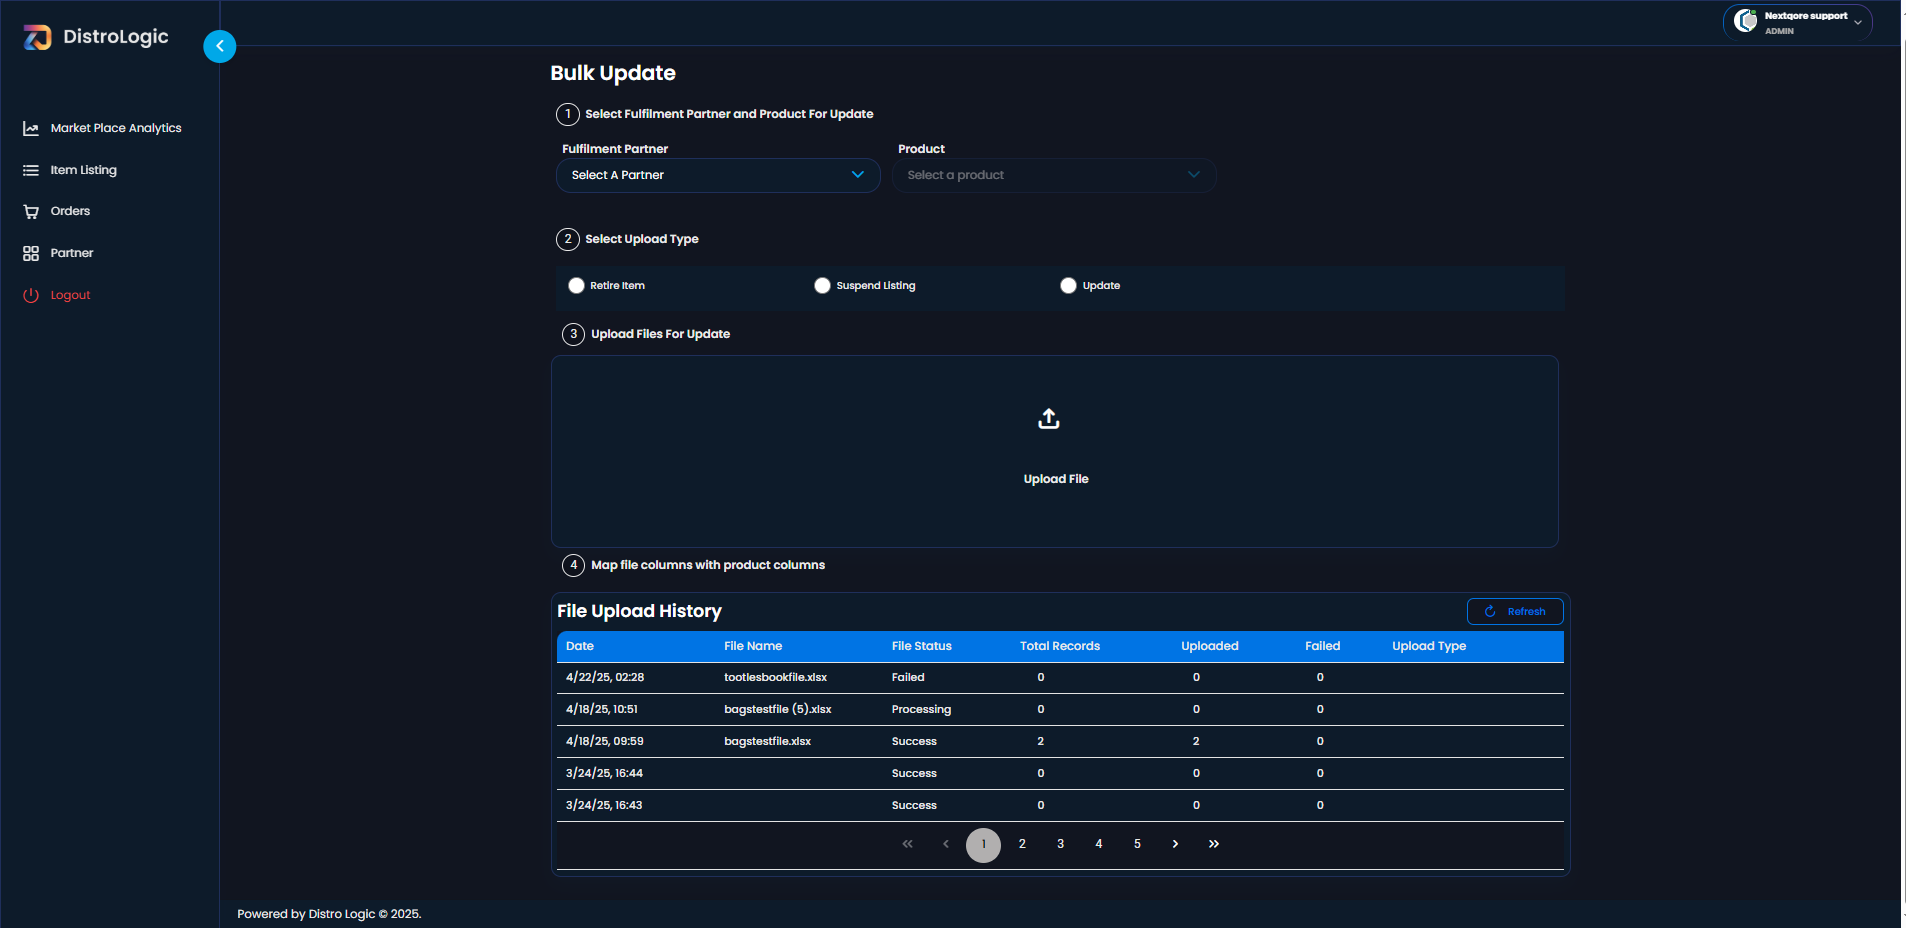 DistroLogic
Nextqore support
ADMIN
Market Place Analytics
Item Listing
Orders
Partner
Logout
Bulk Update
1 Select Fulfilment Partner and Product For Update
Fulfilment Partner Product
Select A Partner Select a product
2 Select Upload Type
Retire Item Suspend Listing Update
3 Upload Files For Update
Upload File
4 Map file columns with product columns
File Upload History Refresh
Date File Name File Status Total Records Uploaded Failed Upload Type
4/22/25, 02:28 tootlesbookfile.xlsx Failed 0 0 0
4/18/25, 10:51 bagstestfile (5).xlsx Processing 0 0 0
4/18/25, 09:59 bagstestfile.xlsx Success 2 2 0
3/24/25, 16:44 Success 0 0 0
3/24/25, 16:43 Success 0 0 0
« ‹ 1 2 3 4 5 › »
Powered by Distro Logic © 2025.